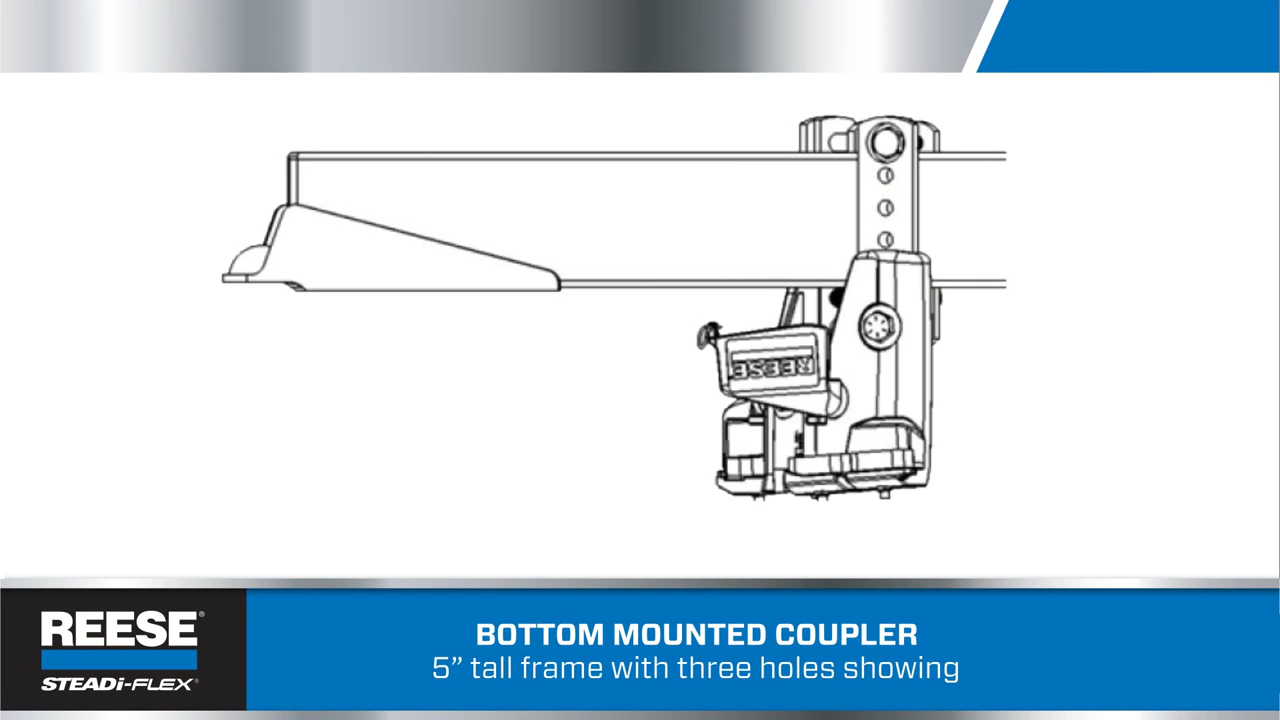 REESE
REESE®
STEADi-FLEX®
BOTTOM MOUNTED COUPLER
5” tall frame with three holes showing